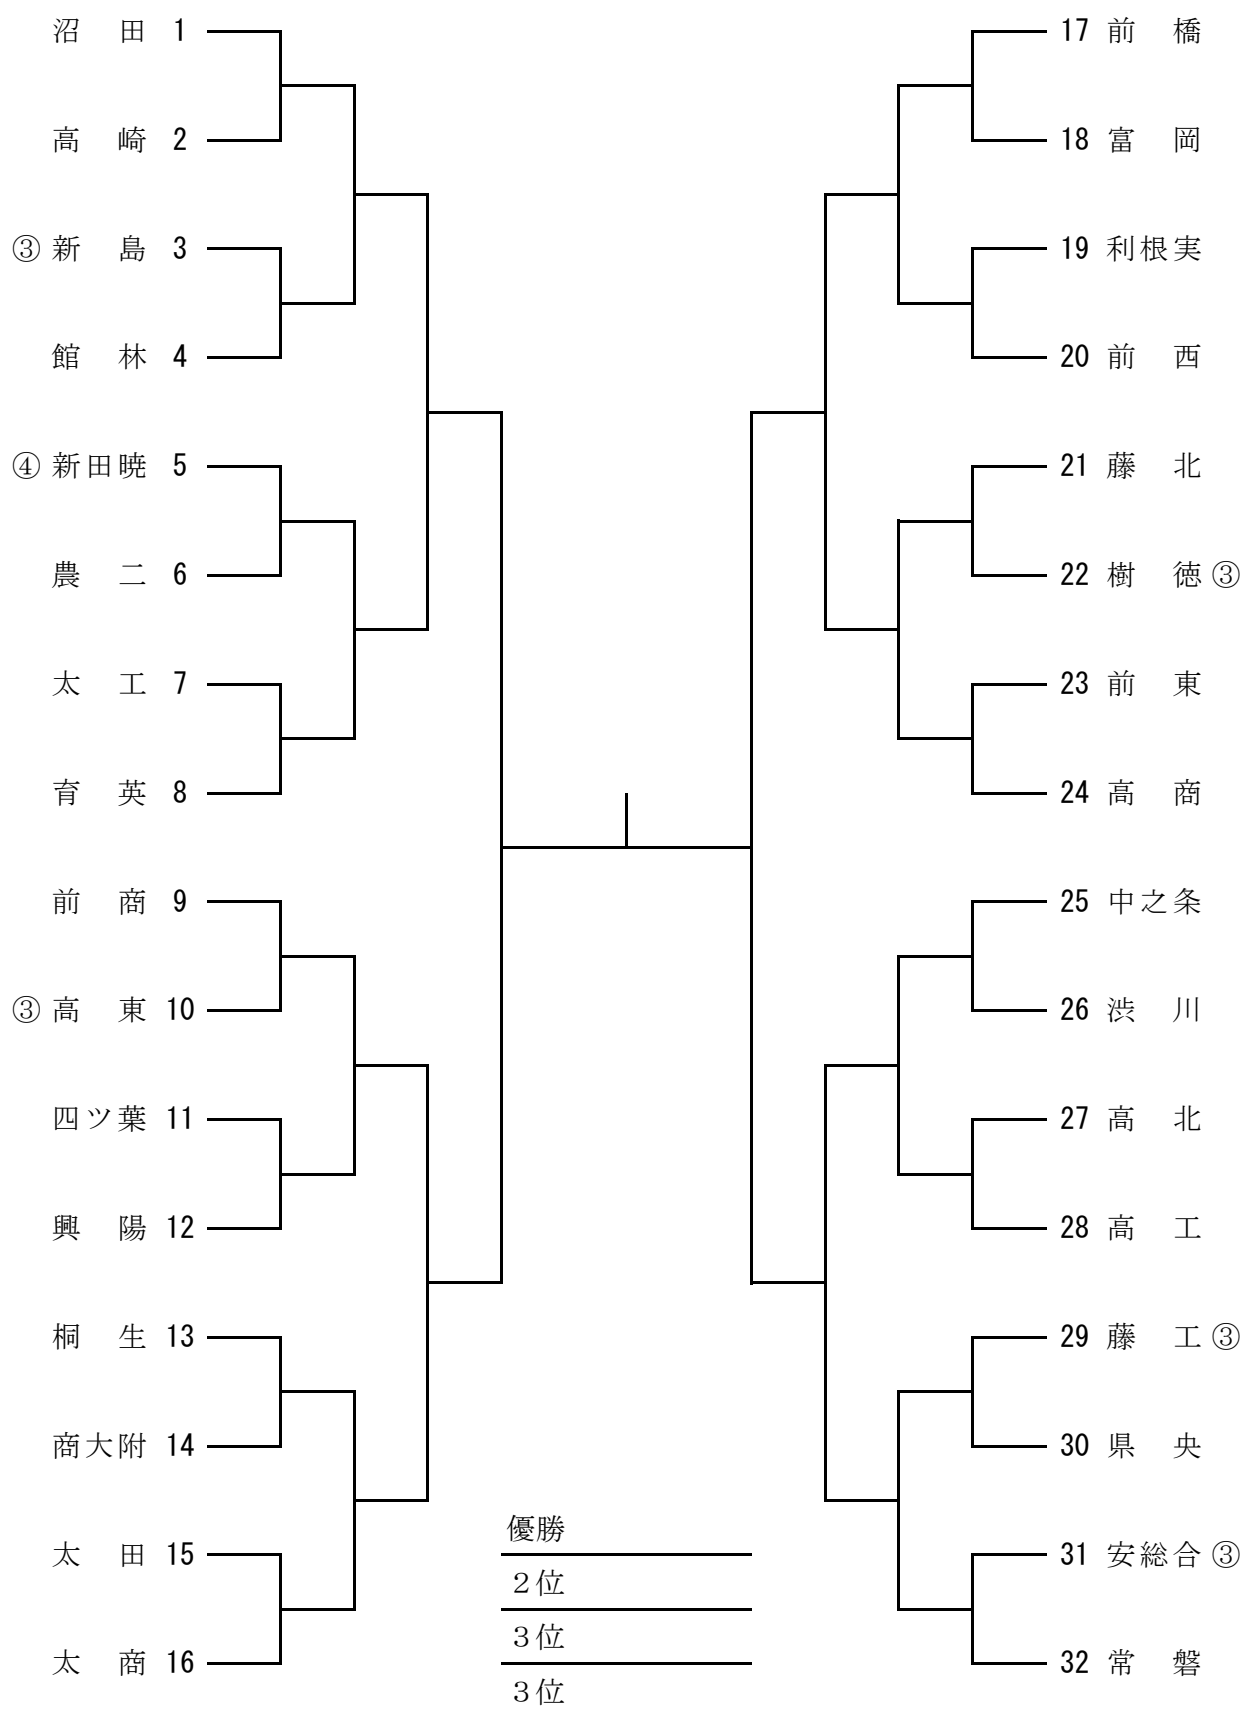 沼田 1
高崎 2
③ 新島 3
館林 4
④ 新田暁 5
農二 6
太工 7
育英 8
前商 9
③ 高東 10
四ツ葉 11
興陽 12
桐生 13
商大附 14
太田 15
太商 16
17 前橋
18 富岡
19 利根実
20 前西
21 藤北
22 樹徳 ③
23 前東
24 高商
25 中之条
26 渋川
27 高北
28 高工
29 藤工 ③
30 県央
31 安総合 ③
32 常磐
優勝
２位
３位
３位